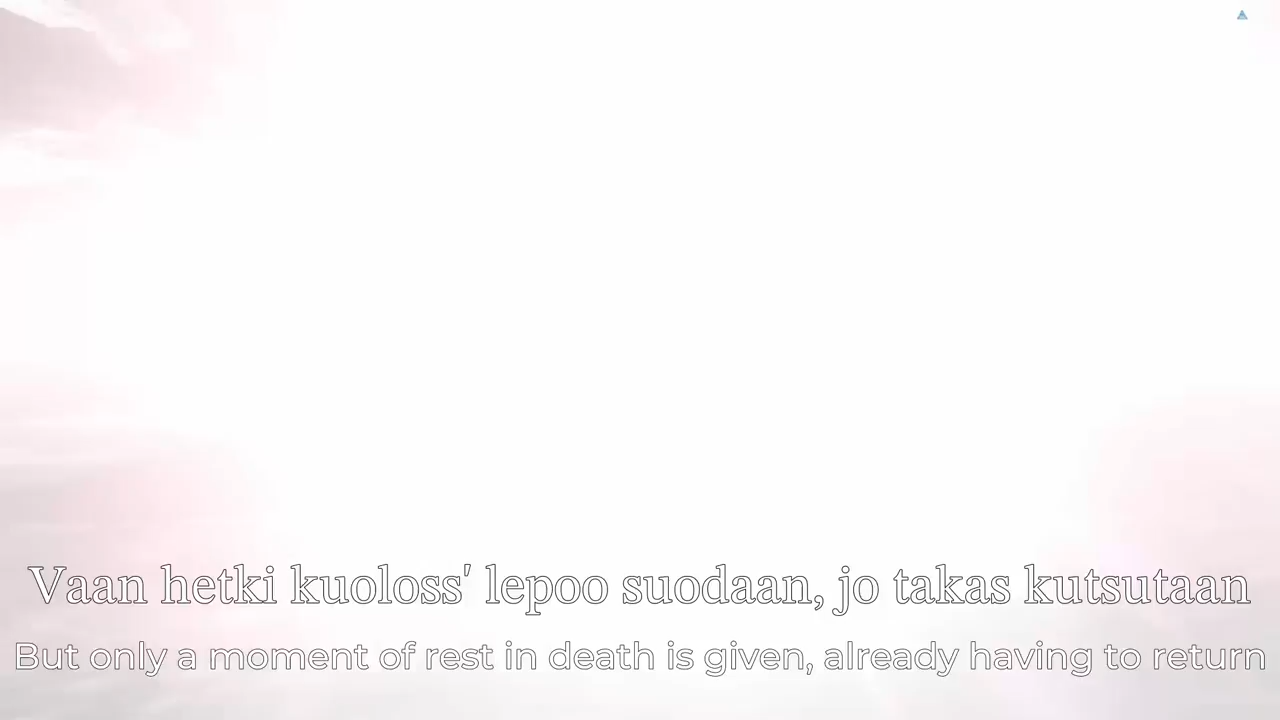 Vaan hetki kuoloss' lepoo suodaan, jo takas kutsutaan
But only a moment of rest in death is given, already having to return